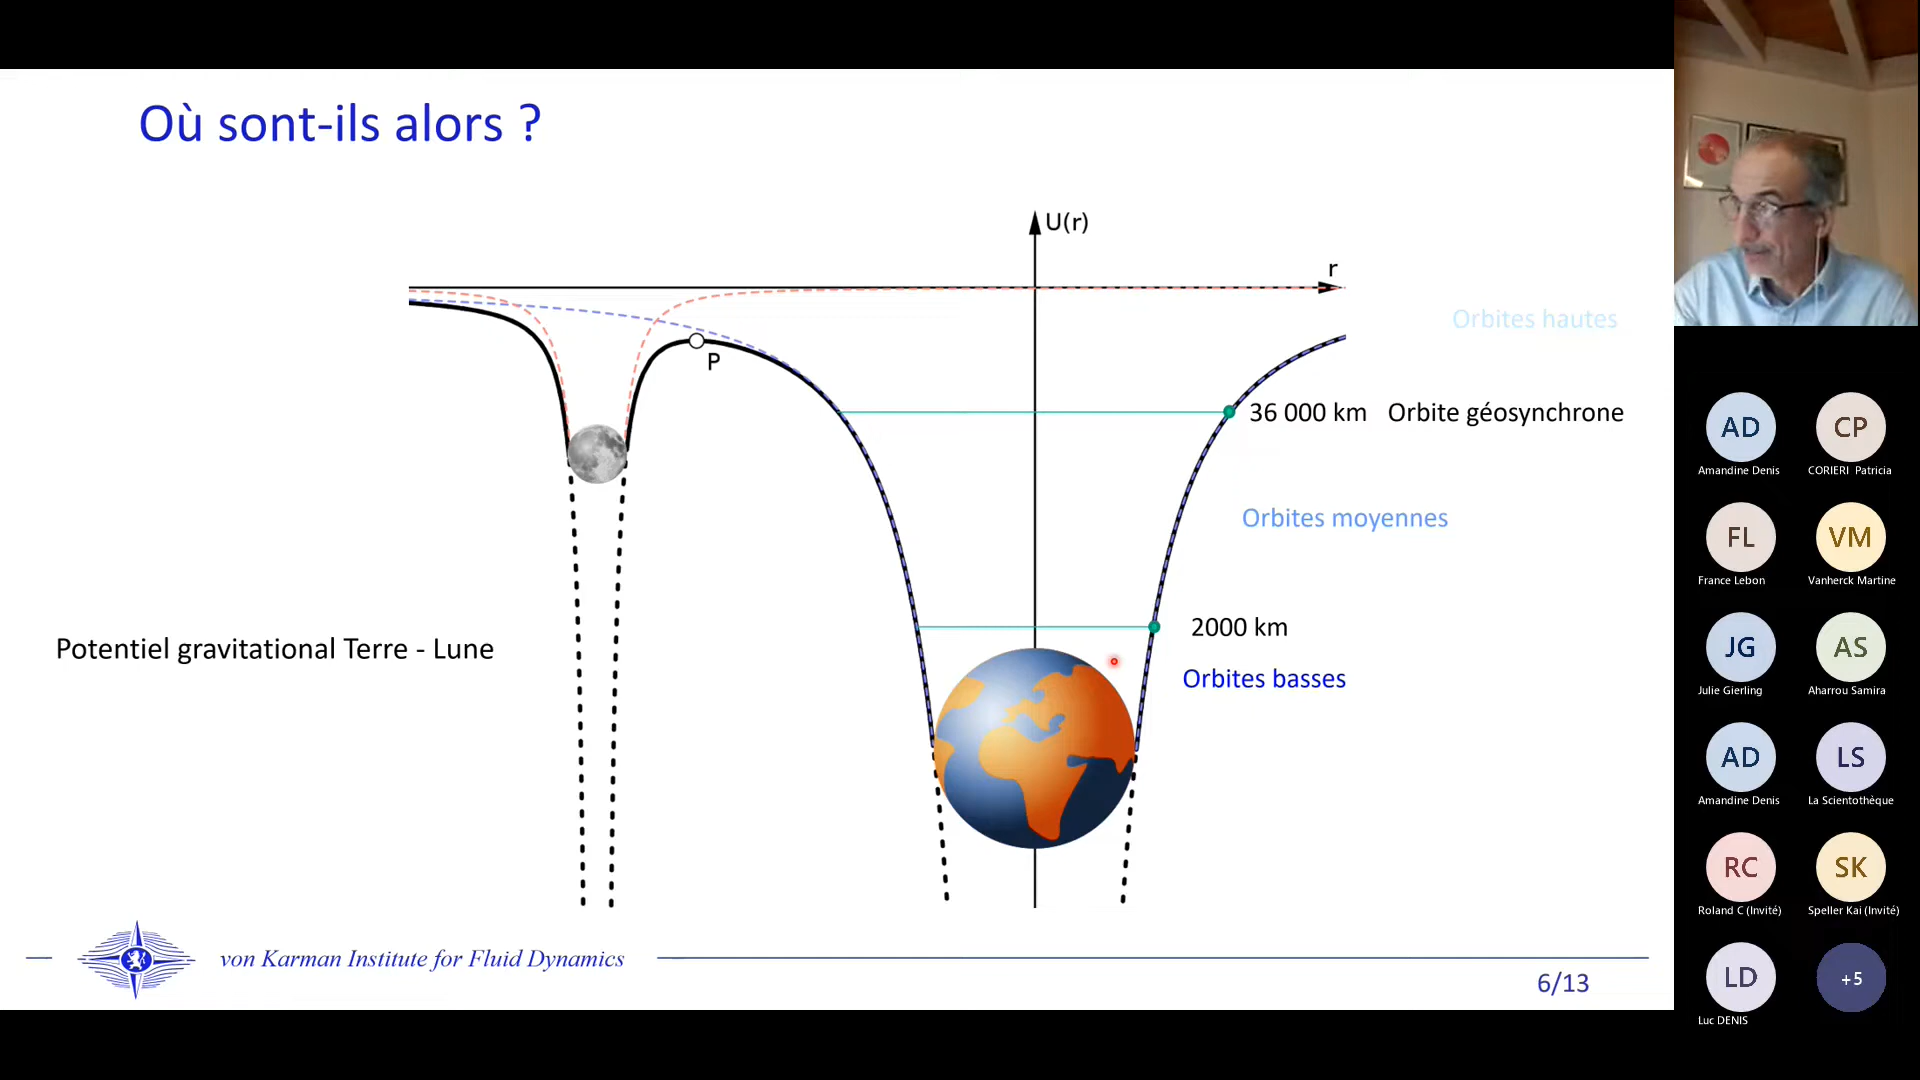 Où sont-ils alors ?
U(r)
r
Orbites hautes
P
36 000 km Orbite géosynchrone
Orbites moyennes
2000 km
Potentiel gravitational Terre - Lune
Orbites basses
von Karman Institute for Fluid Dynamics
6/13
AD CP
Amandine Denis CORIERI Patricia
FL VM
France Lebon Vanherck Martine
JG AS
Julie Gierling Aharrou Samira
AD LS
Amandine Denis La Scientothèque
RC SK
Roland C (Invité) Speller Kai (Invité)
LD +5
Luc DENIS